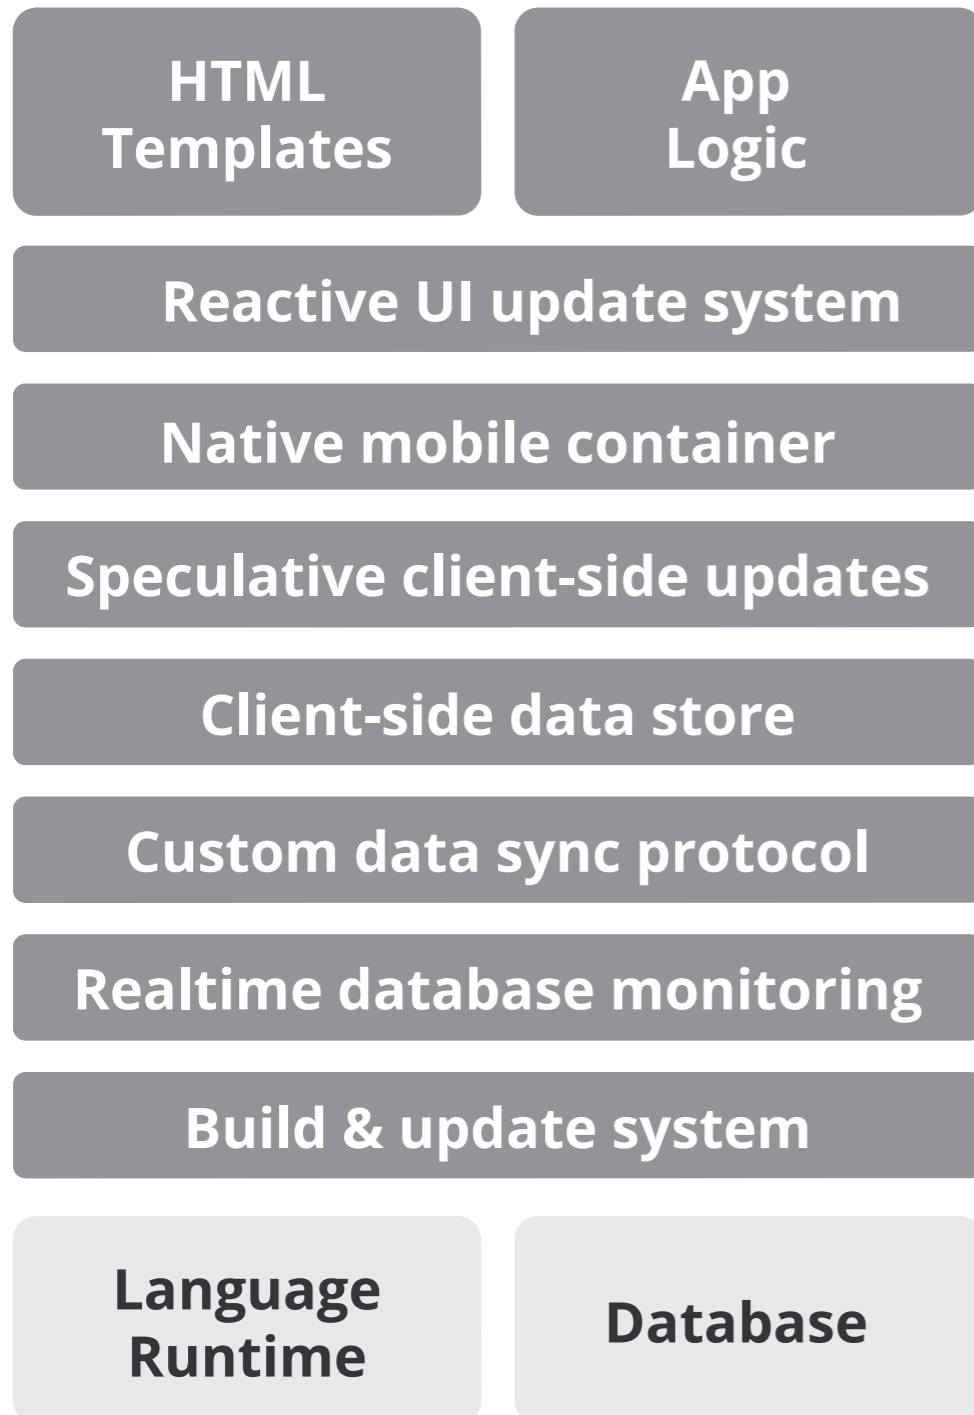 HTML
Templates
App
Logic
Reactive UI update system
Native mobile container
Speculative client-side updates
Client-side data store
Custom data sync protocol
Realtime database monitoring
Build & update system
Language
Runtime
Database